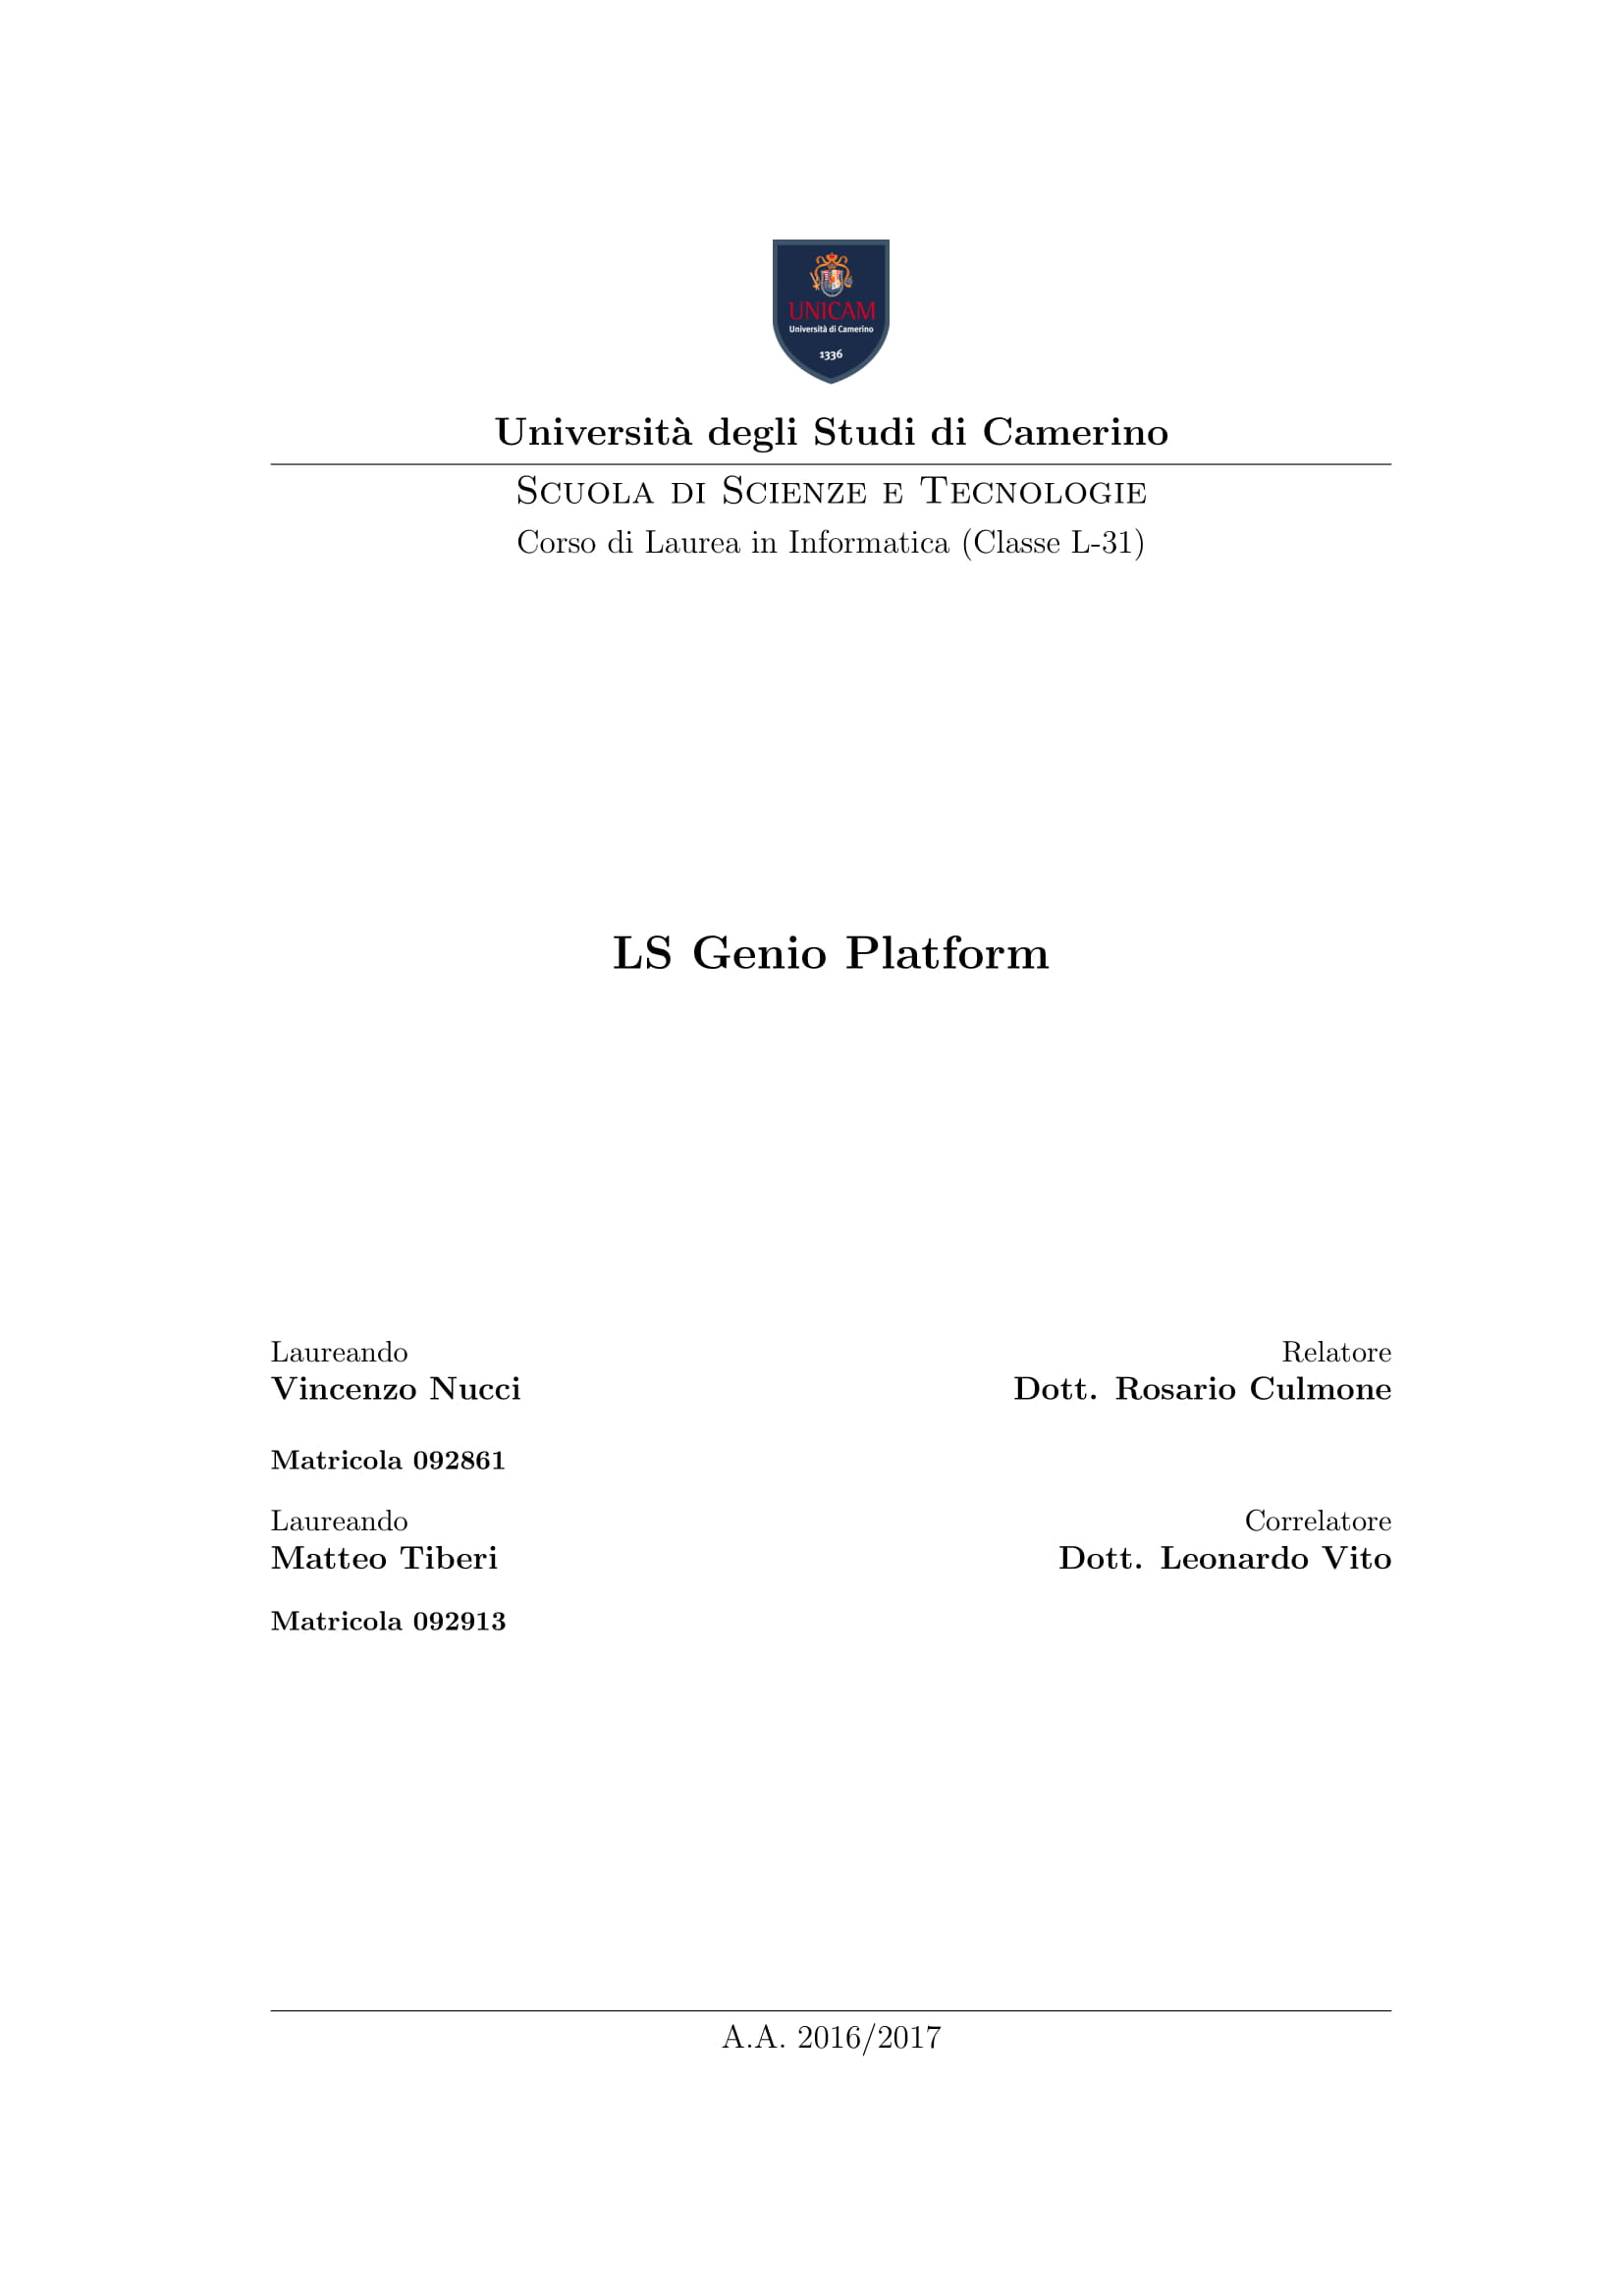 UNICAM
Università di Camerino
1336
Università degli Studi di Camerino
Scuola di Scienze e Tecnologie
Corso di Laurea in Informatica (Classe L-31)
LS Genio Platform
Laureando
Vincenzo Nucci
Relatore
Dott. Rosario Culmone
Matricola 092861
Laureando
Matteo Tiberi
Correlatore
Dott. Leonardo Vito
Matricola 092913
A.A. 2016/2017